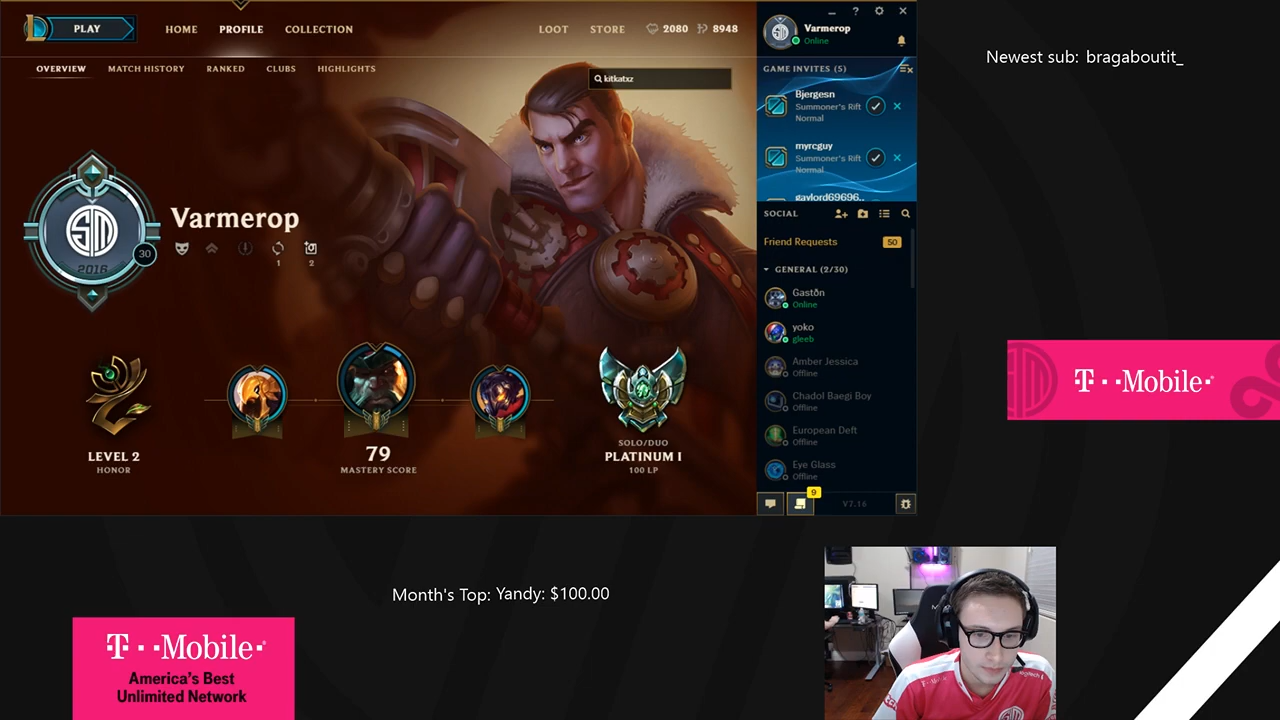 PLAY
HOME
PROFILE
COLLECTION
LOOT
STORE
2080
8948
OVERVIEW
MATCH HISTORY
RANKED
CLUBS
HIGHLIGHTS
kitkatxz
Varmerop
Online
GAME INVITES (5)
Bjergesn
Summoner's Rift
Normal
myrcguy
Summoner's Rift
Normal
gaylord69696..
SOCIAL
Friend Requests
50
GENERAL (2/30)
Gastðn
Online
yoko
gleeb
Amber Jessica
Offline
Chadol Baegi Boy
Offline
European Deft
Offline
Eye Glass
Offline
9
V7.16
TSM
2016
30
Varmerop
1
2
LEVEL 2
HONOR
79
MASTERY SCORE
SOLO/DUO
PLATINUM I
100 LP
Newest sub: bragaboutit_
T··Mobile·
Month's Top: Yandy: $100.00
T··Mobile·
America's Best
Unlimited Network